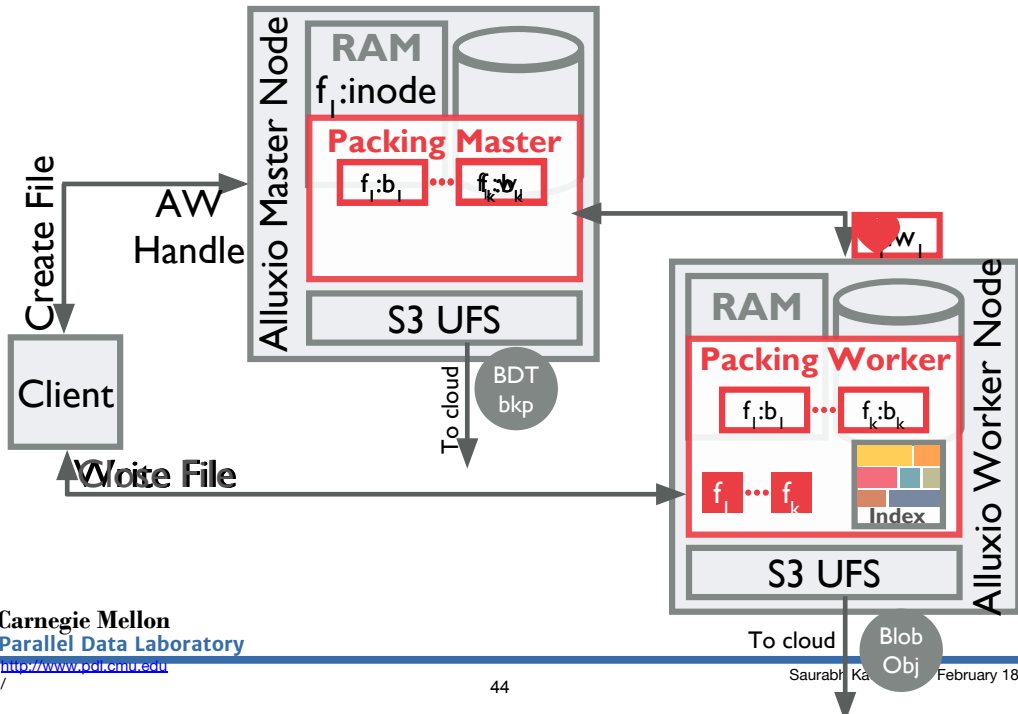 Alluxio Master Node
RAM
f1:inode
Packing Master
f1:b1 ...
S3 UFS
Create File
AW
Handle
Client
To cloud
BDT
bkp
File
Alluxio Worker Node
RAM
Packing Worker
f1:b1 ... fk:bk
f1 ... fk
Index
S3 UFS
To cloud
Blob
Obj
Carnegie Mellon
Parallel Data Laboratory
http://www.pdl.cmu.edu
/
44
Saurabh
February 18